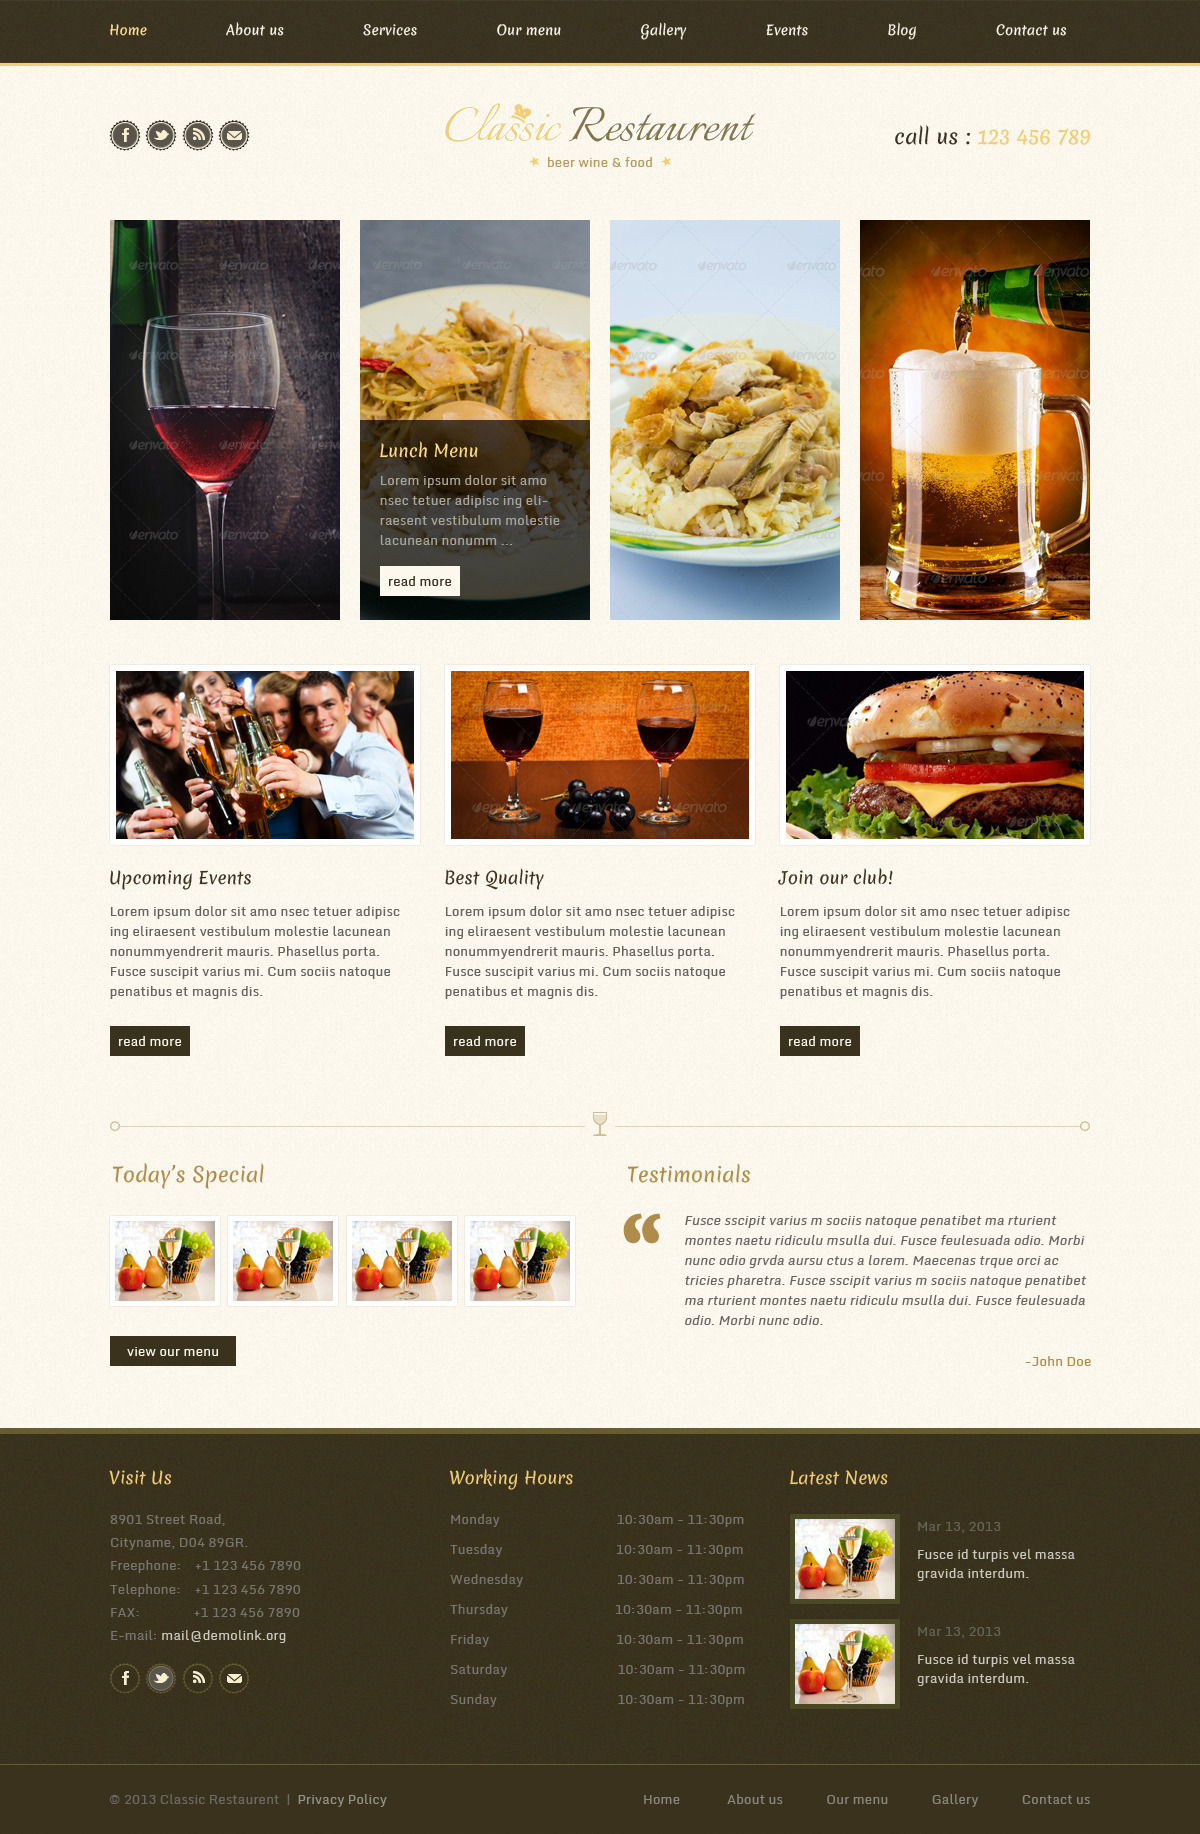 Home About us Services Our menu Gallery Events Blog Contact us
Classic Restaurent
beer wine & food
call us : 123 456 789
Lunch Menu
Lorem ipsum dolor sit amo
nsec tetuer adipisc ing eli-
raesent vestibulum molestie
lacunean nonumm ...
read more
Upcoming Events
Lorem ipsum dolor sit amo nsec tetuer adipisc
ing eliraesent vestibulum molestie lacunean
nonummyendrerit mauris. Phasellus porta.
Fusce suscipit varius mi. Cum sociis natoque
penatibus et magnis dis.
read more
Best Quality
Lorem ipsum dolor sit amo nsec tetuer adipisc
ing eliraesent vestibulum molestie lacunean
nonummyendrerit mauris. Phasellus porta.
Fusce suscipit varius mi. Cum sociis natoque
penatibus et magnis dis.
read more
Join our club!
Lorem ipsum dolor sit amo nsec tetuer adipisc
ing eliraesent vestibulum molestie lacunean
nonummyendrerit mauris. Phasellus porta.
Fusce suscipit varius mi. Cum sociis natoque
penatibus et magnis dis.
read more
Today's Special
view our menu
Testimonials
“
Fusce sscipit varius m sociis natoque penatibet ma rturient
montes naetu ridiculu msulla dui. Fusce feulesuada odio. Morbi
nunc odio grvda aursu ctus a lorem. Maecenas trque orci ac
tricies pharetra. Fusce sscipit varius m sociis natoque penatibet
ma rturient montes naetu ridiculu msulla dui. Fusce feulesuada
odio. Morbi nunc odio.
-John Doe
Visit Us
8901 Street Road,
Cityname, D04 89GR.
Freephone: +1 123 456 7890
Telephone: +1 123 456 7890
FAX: +1 123 456 7890
E-mail: mail@demolink.org
Working Hours
Monday 10:30am - 11:30pm
Tuesday 10:30am - 11:30pm
Wednesday 10:30am - 11:30pm
Thursday 10:30am - 11:30pm
Friday 10:30am - 11:30pm
Saturday 10:30am - 11:30pm
Sunday 10:30am - 11:30pm
Latest News
Mar 13, 2013
Fusce id turpis vel massa
gravida interdum.
Mar 13, 2013
Fusce id turpis vel massa
gravida interdum.
© 2013 Classic Restaurent | Privacy Policy
Home About us Our menu Gallery Contact us